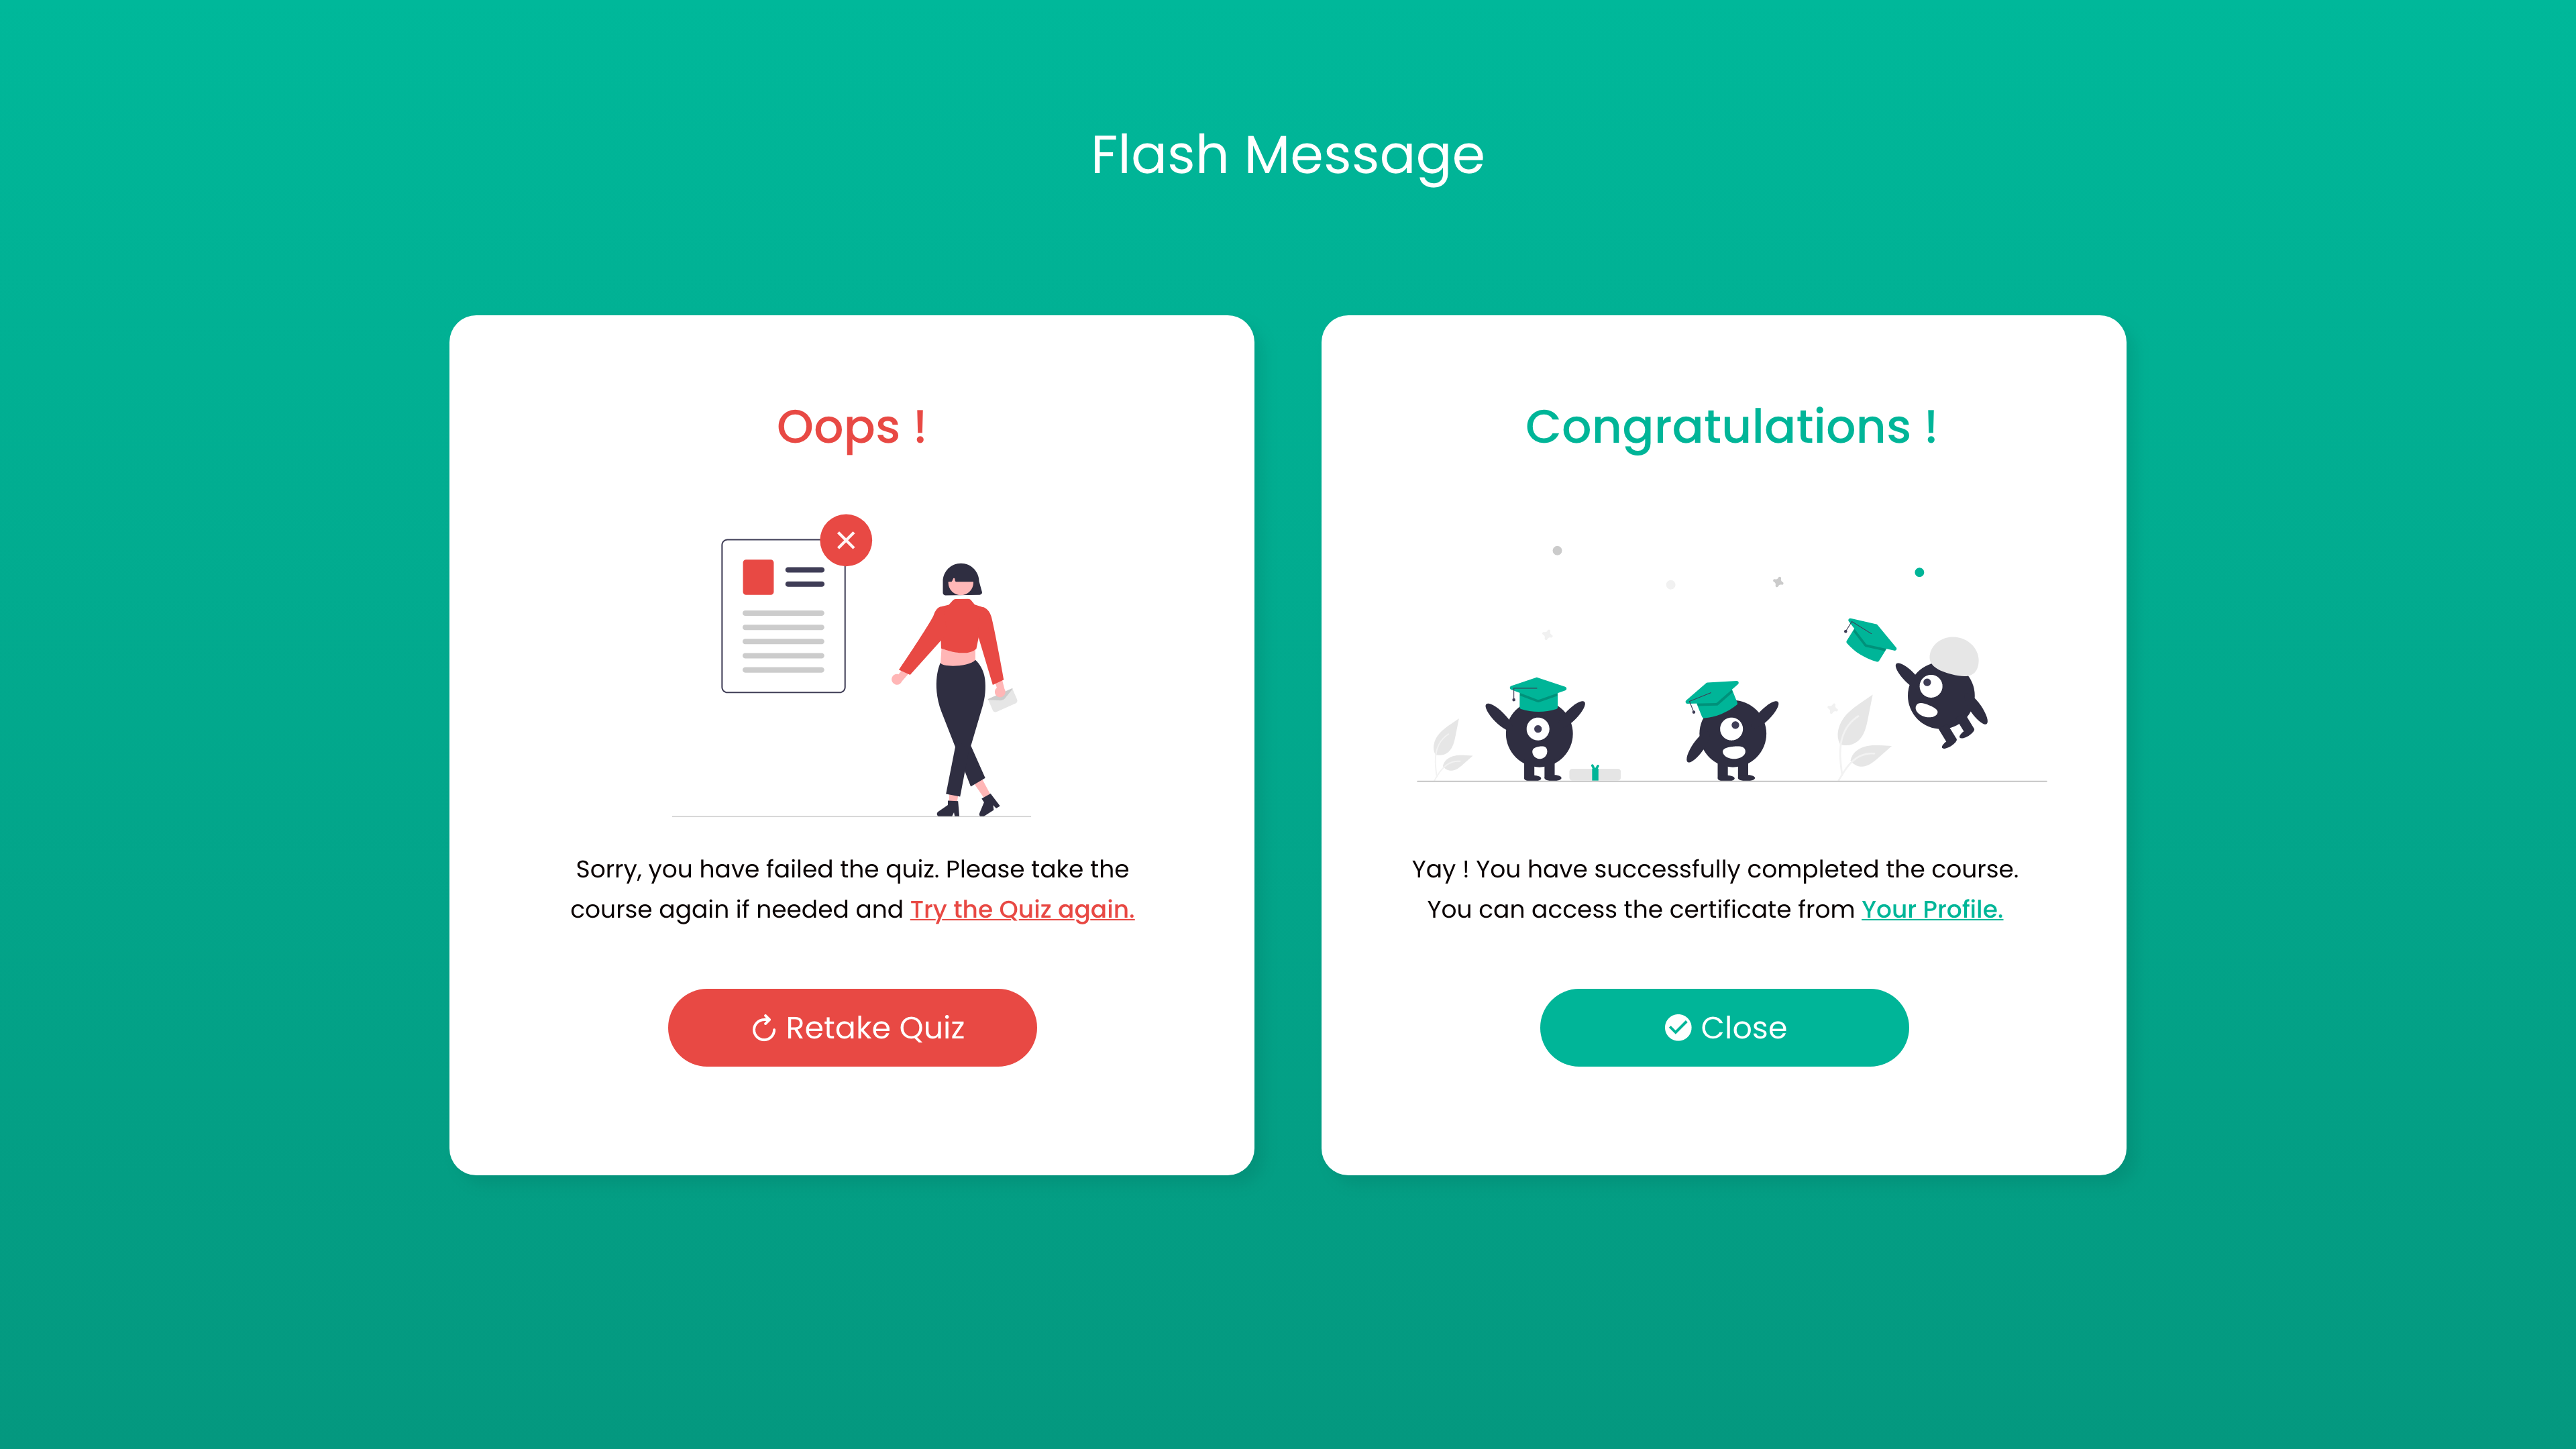 Flash Message
Oops !
Sorry, you have failed the quiz. Please take the
course again if needed and Try the Quiz again.
Retake Quiz
Congratulations !
Yay ! You have successfully completed the course.
You can access the certificate from Your Profile.
Close